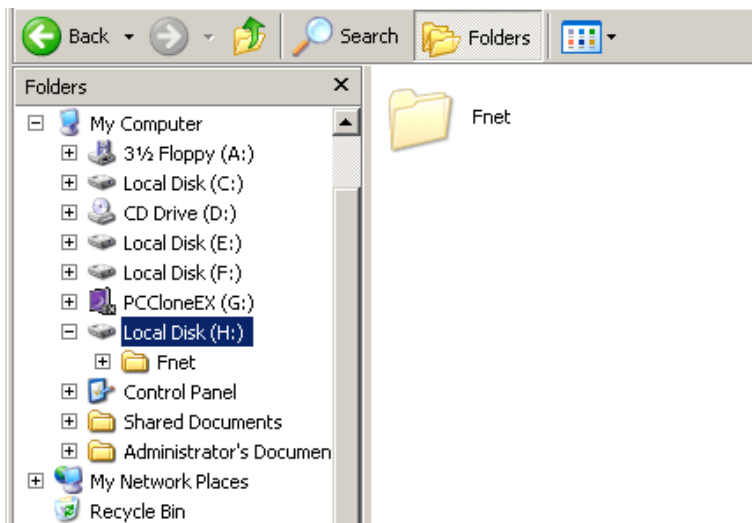 Back Search Folders
Folders
My Computer
3½ Floppy (A:)
Local Disk (C:)
CD Drive (D:)
Local Disk (E:)
Local Disk (F:)
PCCloneEX (G:)
Local Disk (H:)
Fnet
Control Panel
Shared Documents
Administrator's Documen
My Network Places
Recycle Bin
Fnet